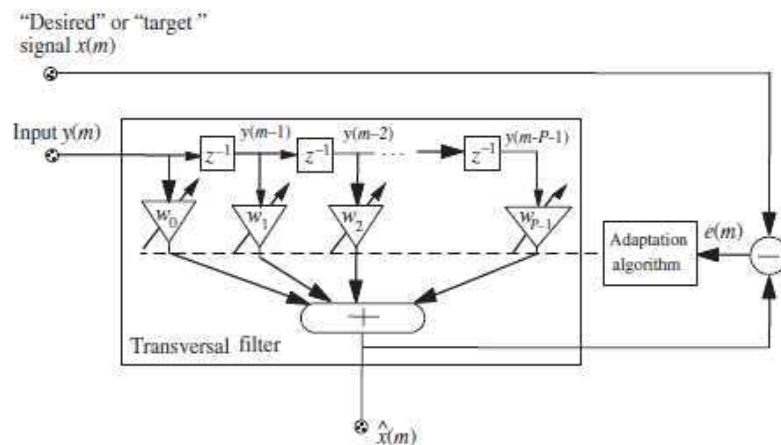 “Desired” or “target ”
signal x(m)
Input y(m)
y(m–1)
y(m–2)
y(m-P-1)
z⁻¹
z⁻¹
...
z⁻¹
w₀
w₁
w₂
w_P–1
Adaptation
algorithm
e(m)
—
+
Transversal filter
x̂(m)